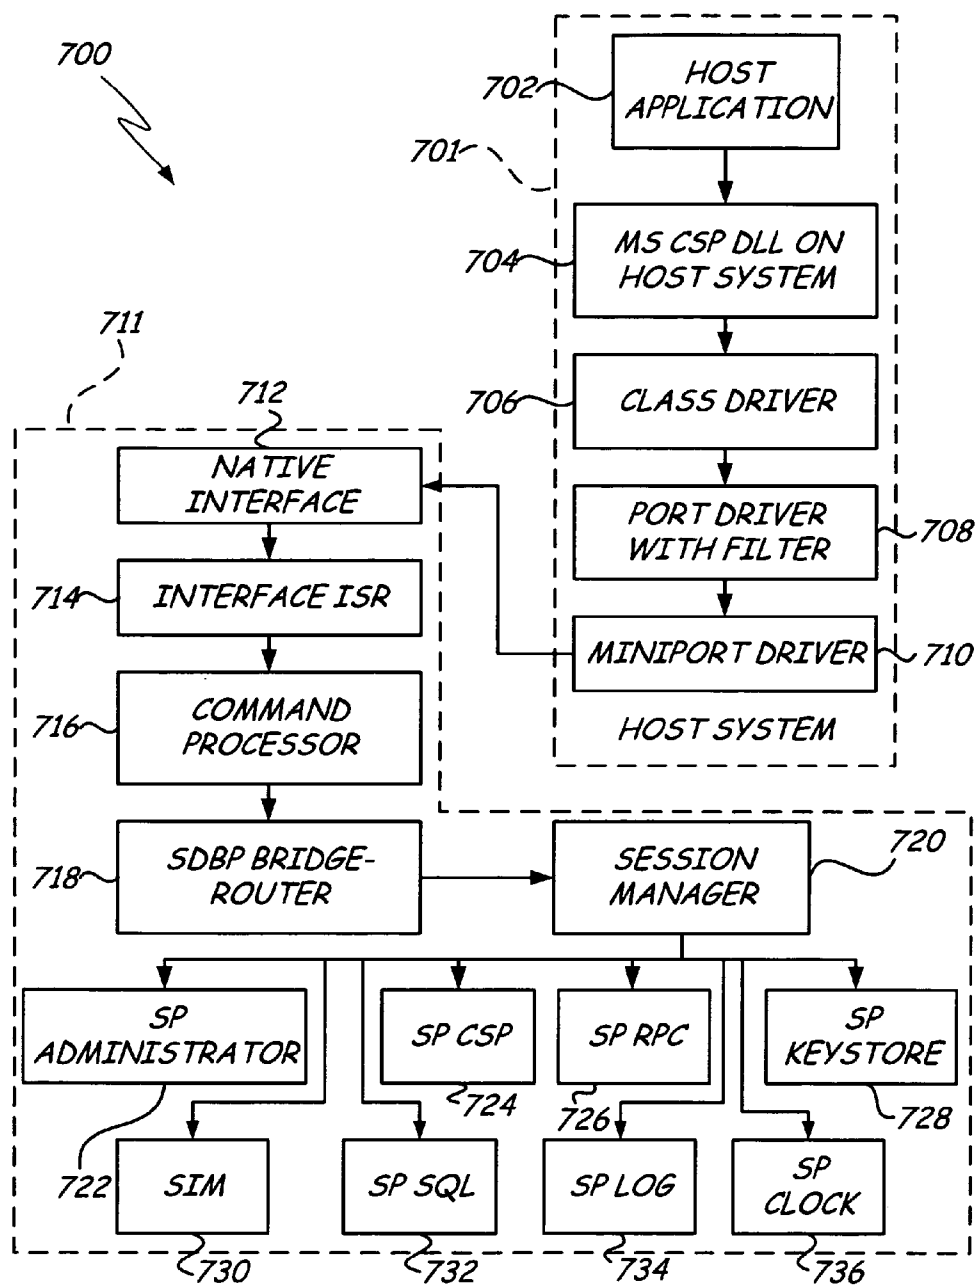 700
702
HOST
APPLICATION
701
704
MS CSP DLL ON
HOST SYSTEM
711
706
CLASS DRIVER
712
NATIVE
INTERFACE
PORT DRIVER
WITH FILTER
708
714
INTERFACE ISR
MINIPORT DRIVER
710
HOST SYSTEM
716
COMMAND
PROCESSOR
718
SDBP BRIDGE-
ROUTER
SESSION
MANAGER
720
SP
ADMINISTRATOR
722
SP CSP
724
SP RPC
726
SP
KEYSTORE
728
SIM
730
SP SQL
732
SP LOG
734
SP
CLOCK
736